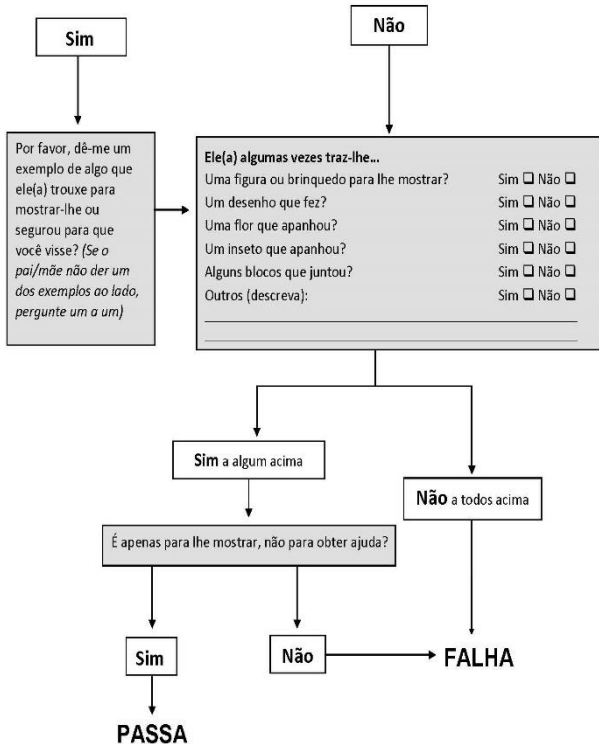 Sim
Não
Por favor, dê-me um
exemplo de algo que
ele(a) trouxe para
mostrar-lhe ou
segurou para que
você visse? (Se o
pai/mãe não der um
dos exemplos ao lado,
pergunte um a um)
Ele(a) algumas vezes traz-lhe...
Uma figura ou brinquedo para lhe mostrar? Sim ❑ Não ❑
Um desenho que fez? Sim ❑ Não ❑
Uma flor que apanhou? Sim ❑ Não ❑
Um inseto que apanhou? Sim ❑ Não ❑
Alguns blocos que juntou? Sim ❑ Não ❑
Outros (descreva): Sim ❑ Não ❑
Sim a algum acima
Não a todos acima
É apenas para lhe mostrar, não para obter ajuda?
Sim
Não
FALHA
PASSA